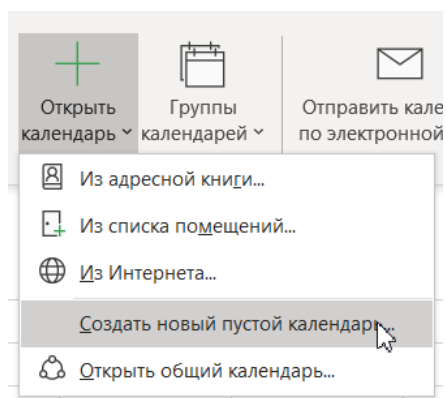 Открыть календарь
Группы календарей
Отправить кале
по электронной
Из адресной книги...
Из списка помещений...
Из Интернета...
Создать новый пустой календарь...
Открыть общий календарь...